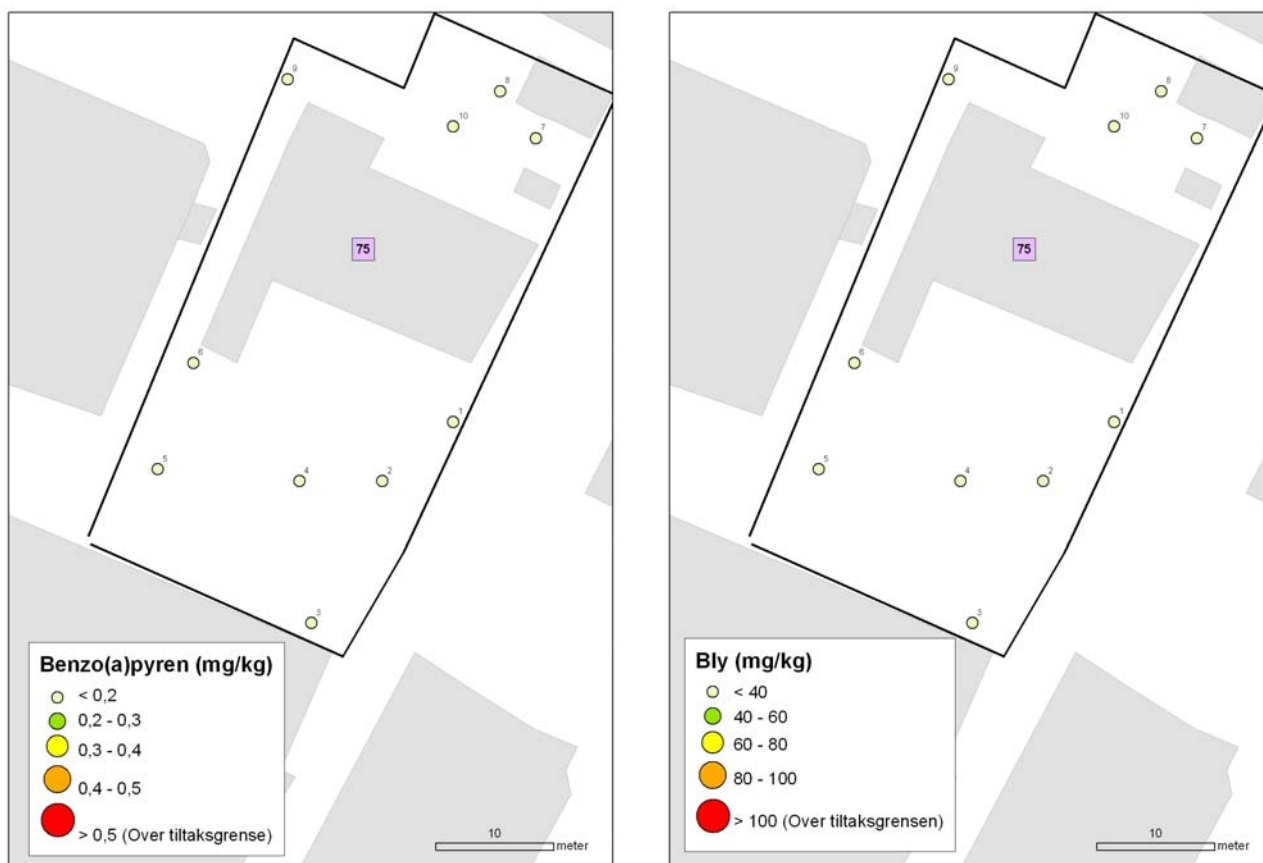 9
8
10
7
75
6
1
5
4
2
3
Benzo(a)pyren (mg/kg)
< 0,2
0,2 - 0,3
0,3 - 0,4
0,4 - 0,5
> 0,5 (Over tiltaksgrense)
10
meter
9
8
10
7
75
6
1
5
4
2
3
Bly (mg/kg)
< 40
40 - 60
60 - 80
80 - 100
> 100 (Over tiltaksgrensen)
10
meter